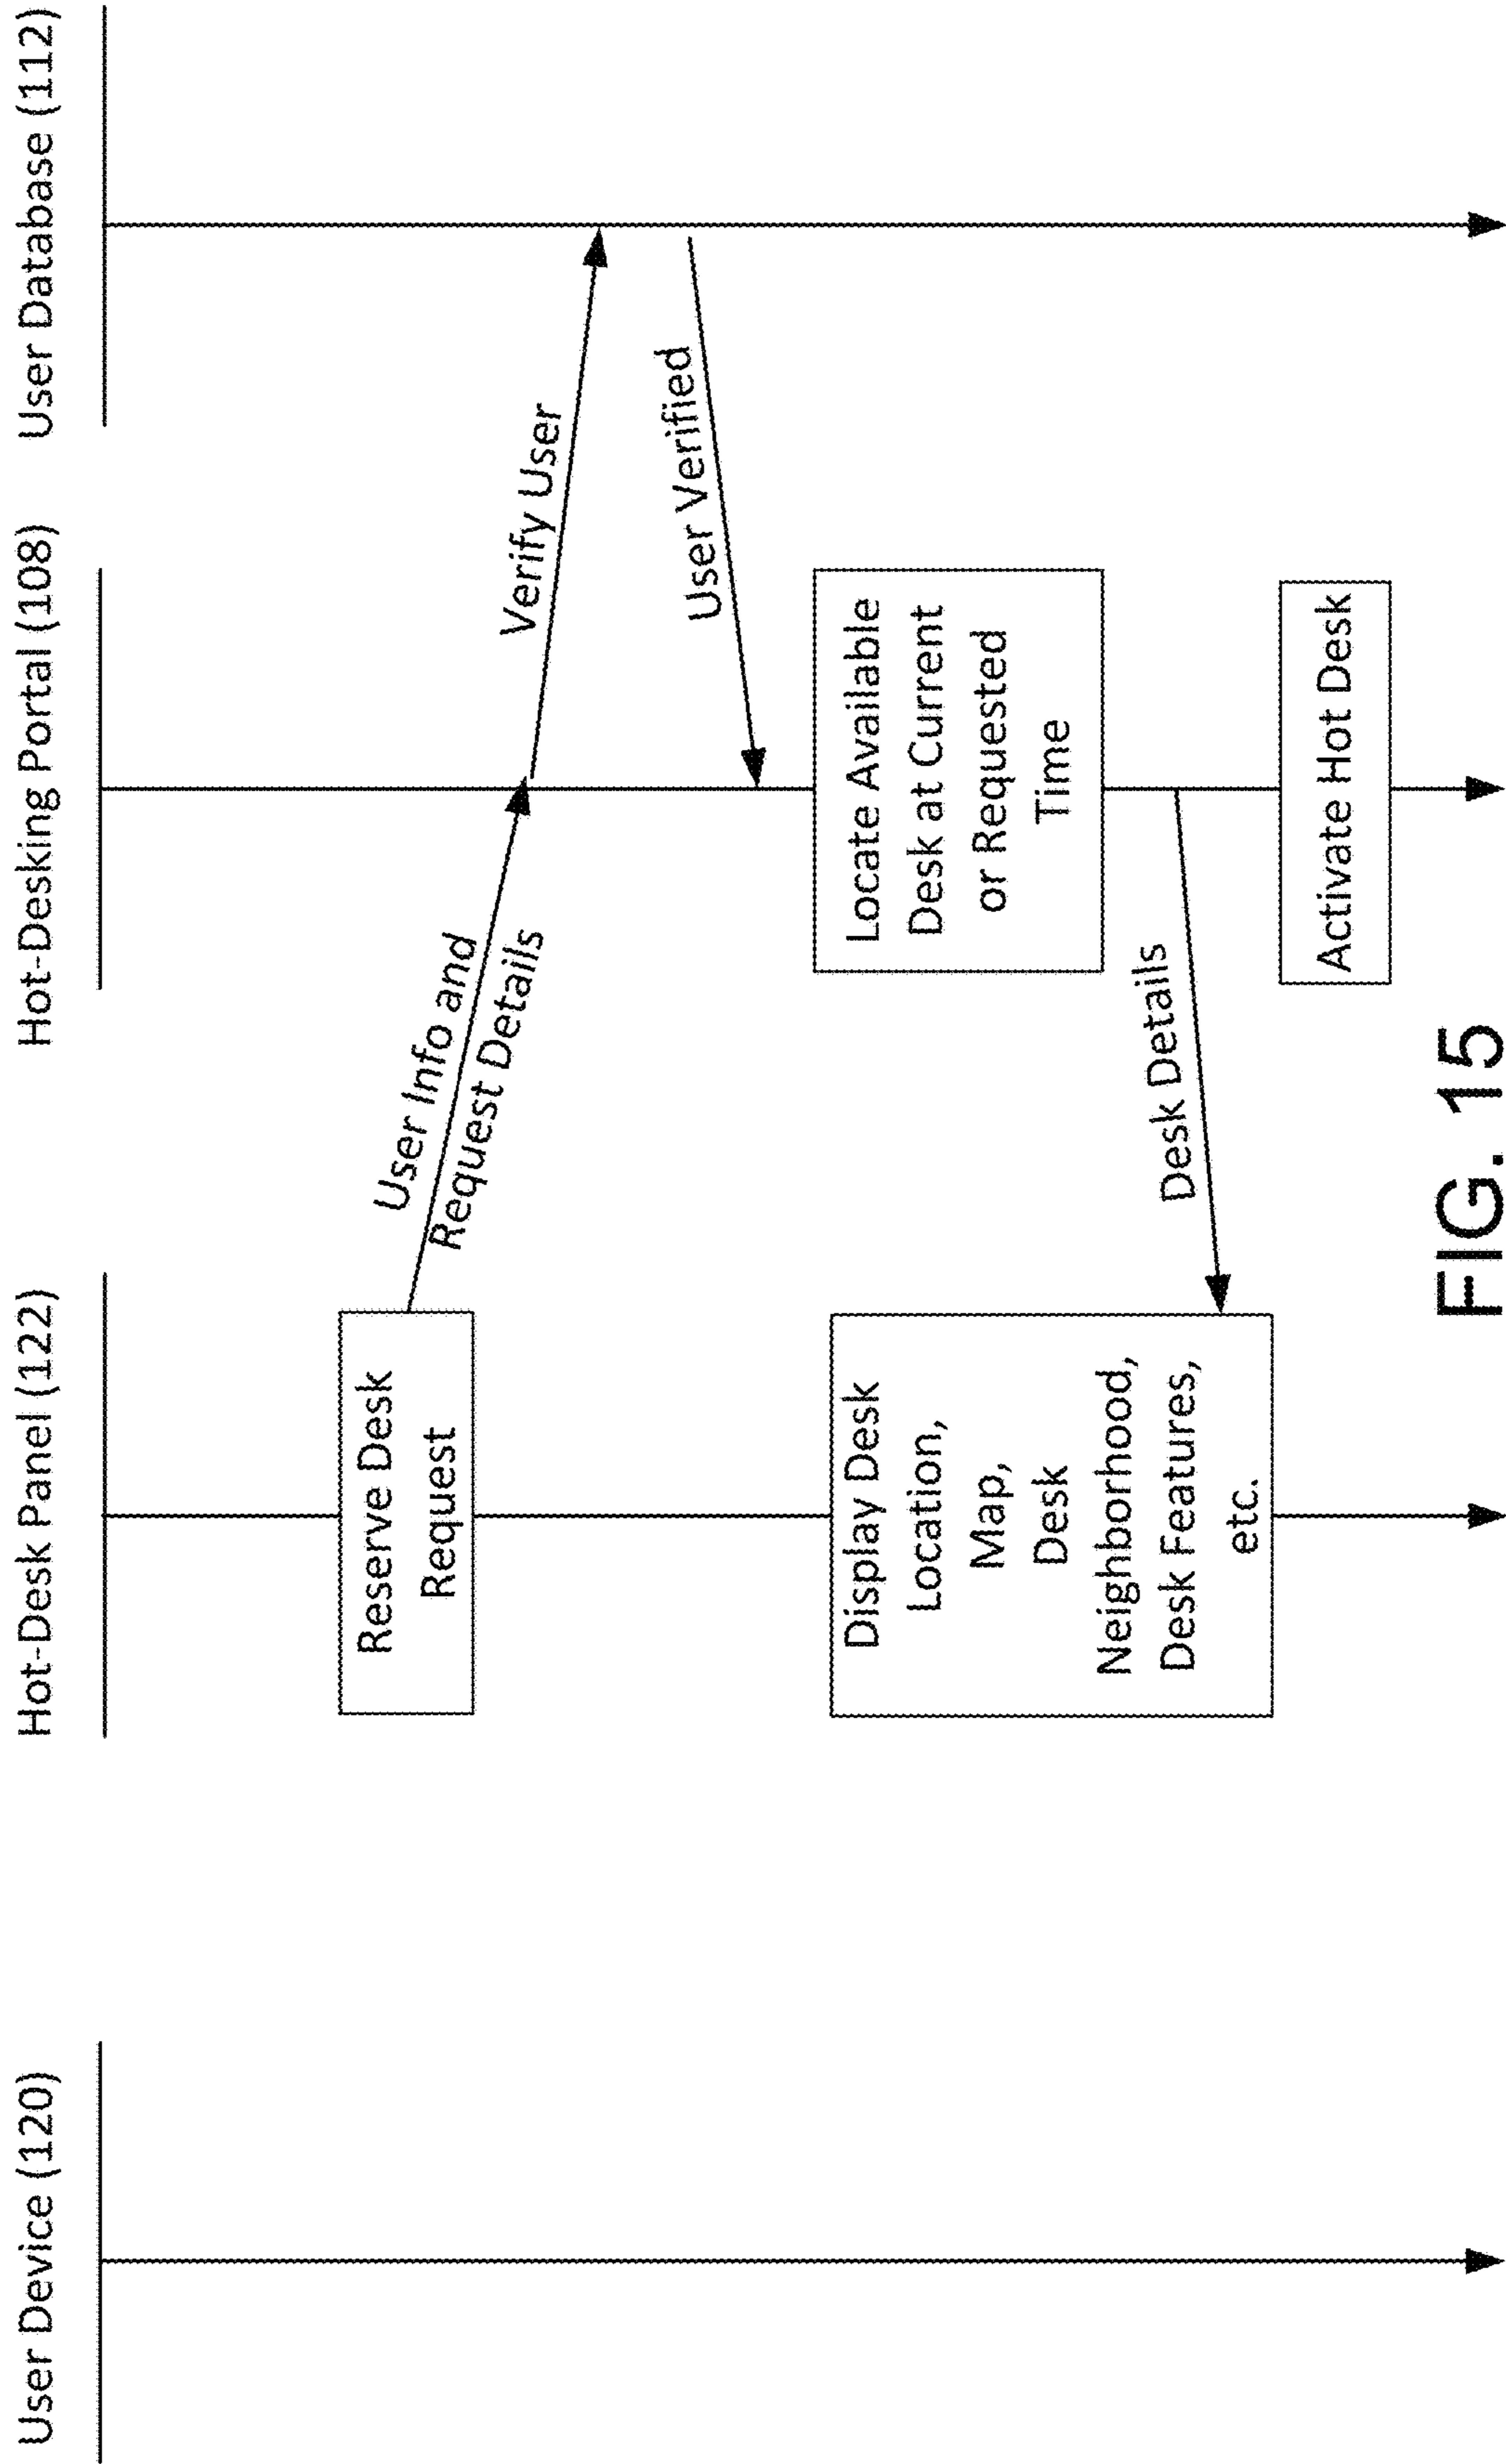 User Device (120)
Hot-Desk Panel (122)
Hot-Desking Portal (108)
User Database (112)
Reserve Desk
Request
User Info and
Request Details
Verify User
User Verified
Locate Available
Desk at Current
or Requested
Time
Display Desk
Location,
Map,
Desk
Neighborhood,
Desk Features,
etc.
Desk Details
Activate Hot Desk
FIG. 15